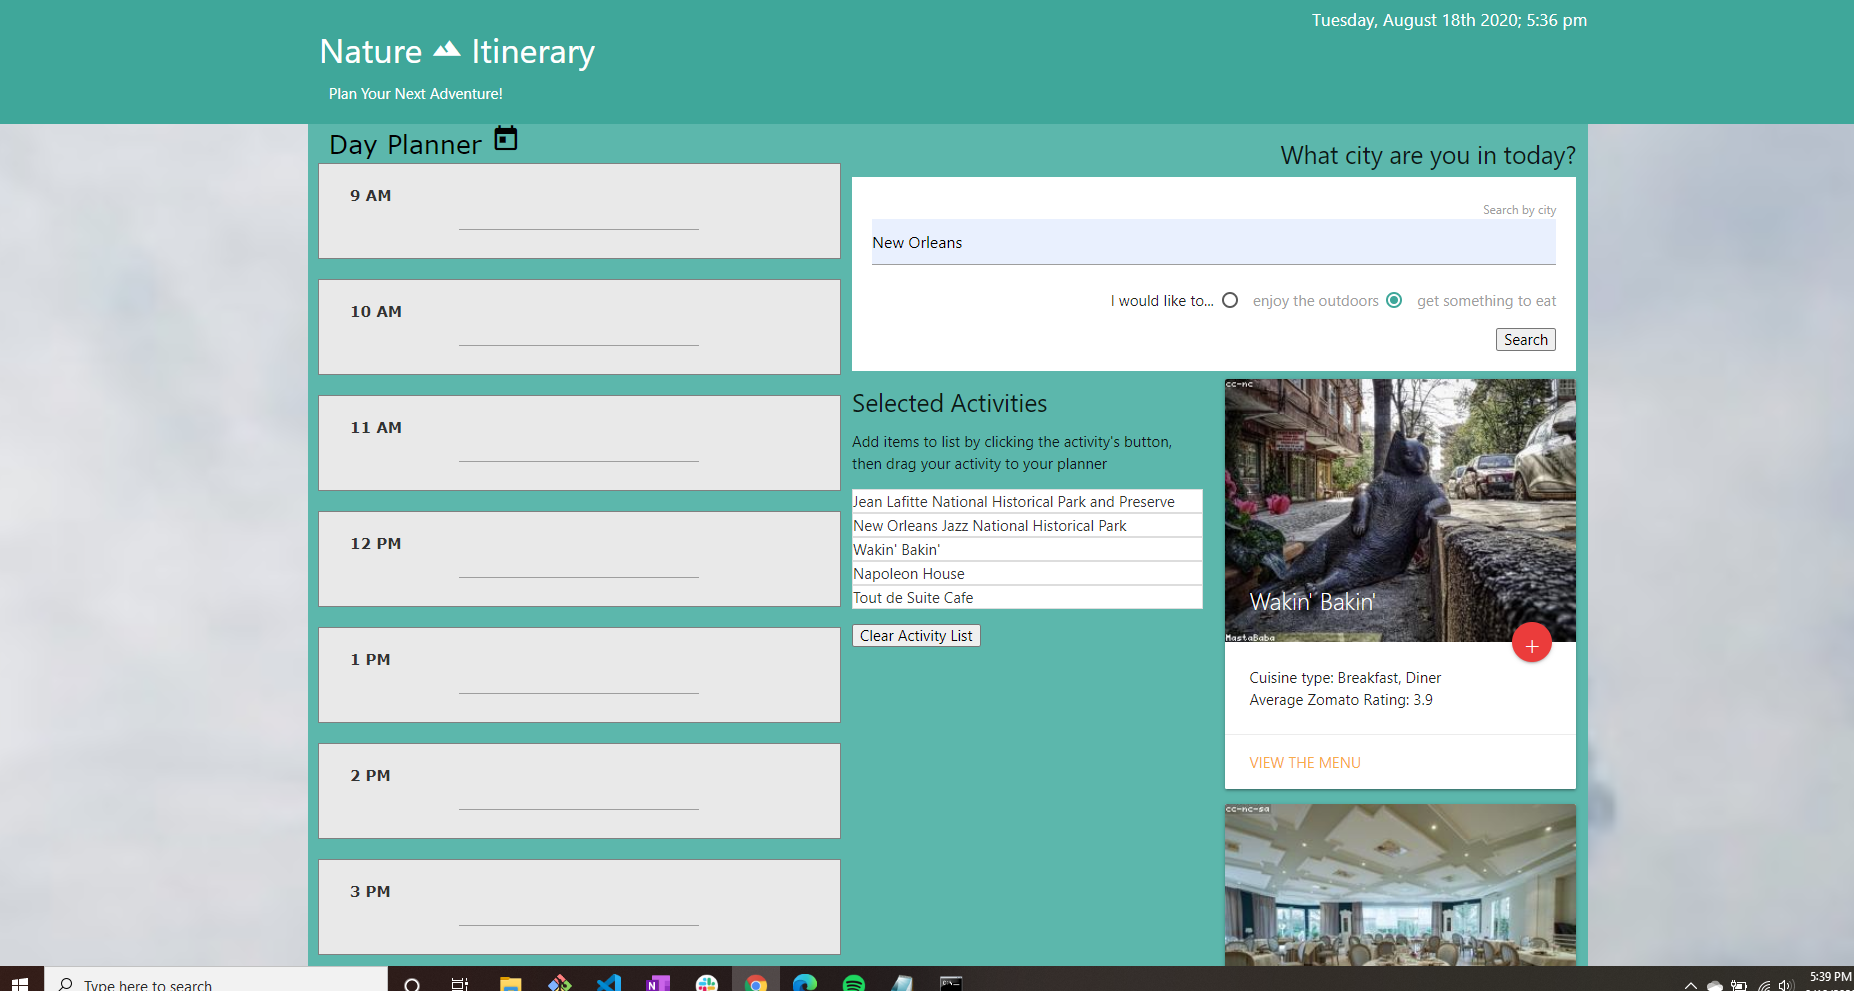 Tuesday, August 18th 2020; 5:36 pm
Nature Itinerary
Plan Your Next Adventure!
Day Planner
9 AM
10 AM
11 AM
12 PM
1 PM
2 PM
3 PM
What city are you in today?
Search by city
New Orleans
I would like to... enjoy the outdoors get something to eat
Search
Selected Activities
Add items to list by clicking the activity's button,
then drag your activity to your planner
Jean Lafitte National Historical Park and Preserve
New Orleans Jazz National Historical Park
Wakin' Bakin'
Napoleon House
Tout de Suite Cafe
Clear Activity List
cc-nc
Wakin' Bakin'
MastaBaba
+
Cuisine type: Breakfast, Diner
Average Zomato Rating: 3.9
VIEW THE MENU
cc-nc-sa
Type here to search
5:39 PM